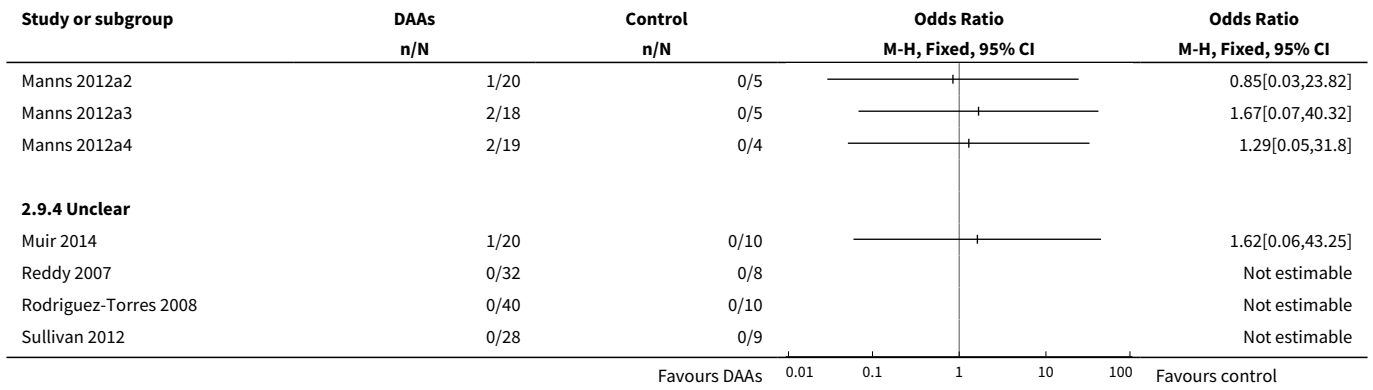 Study or subgroup DAAs Control Odds Ratio Odds Ratio
n/N n/N M-H, Fixed, 95% CI M-H, Fixed, 95% CI
Manns 2012a2 1/20 0/5 0.85[0.03,23.82]
Manns 2012a3 2/18 0/5 1.67[0.07,40.32]
Manns 2012a4 2/19 0/4 1.29[0.05,31.8]
2.9.4 Unclear
Muir 2014 1/20 0/10 1.62[0.06,43.25]
Reddy 2007 0/32 0/8 Not estimable
Rodriguez-Torres 2008 0/40 0/10 Not estimable
Sullivan 2012 0/28 0/9 Not estimable
Favours DAAs 0.01 0.1 1 10 100 Favours control